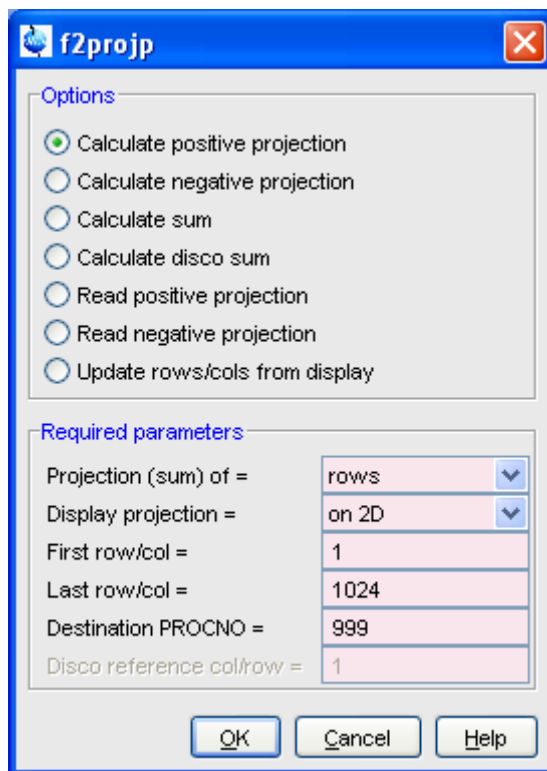 f2projp
Options
Calculate positive projection
Calculate negative projection
Calculate sum
Calculate disco sum
Read positive projection
Read negative projection
Update rows/cols from display
Required parameters
Projection (sum) of = rows
Display projection = on 2D
First row/col = 1
Last row/col = 1024
Destination PROCNO = 999
Disco reference col/row = 1
OK Cancel Help